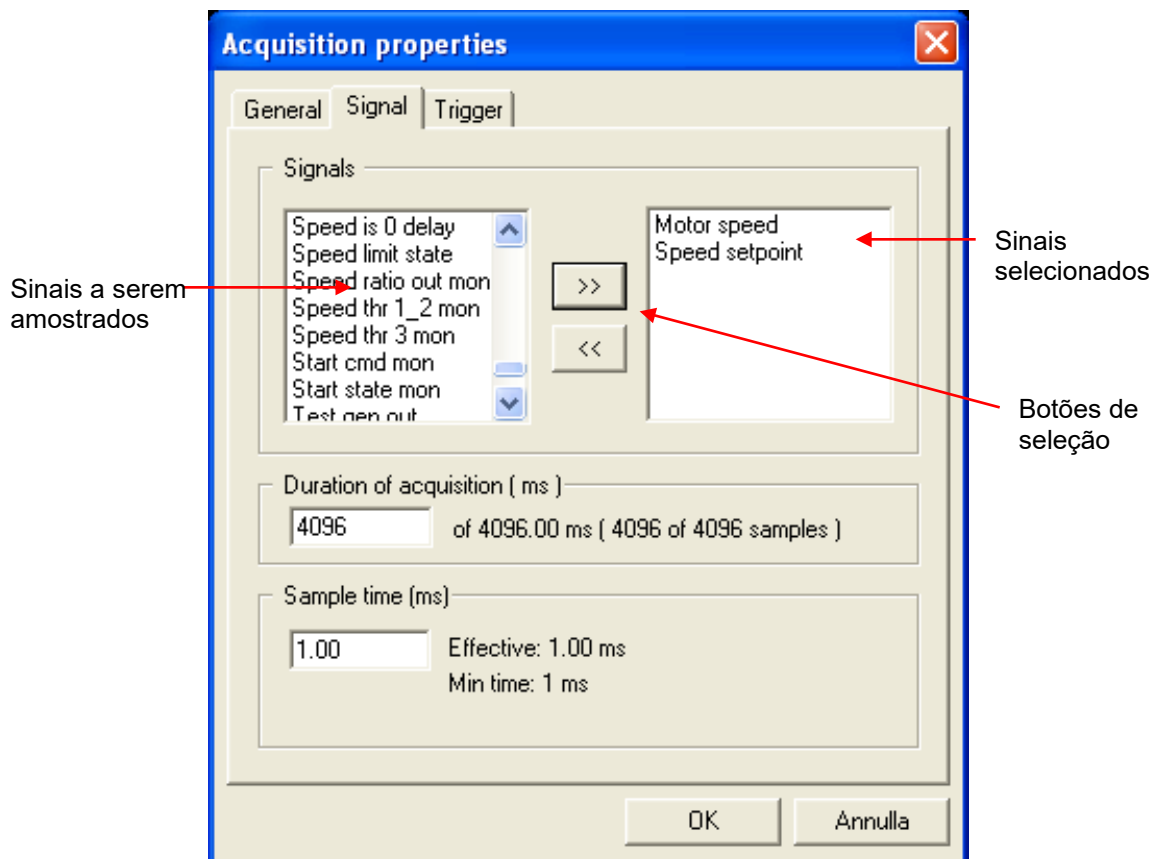 Acquisition properties
General Signal Trigger
Signals
Speed is 0 delay
Speed limit state
Speed ratio out mon
Speed thr 1_2 mon
Speed thr 3 mon
Start cmd mon
Start state mon
Test gen out
>>
<<
Motor speed
Speed setpoint
Sinais a serem
amostrados
Sinais
selecionados
Botões de
seleção
Duration of acquisition ( ms )
4096 of 4096.00 ms ( 4096 of 4096 samples )
Sample time (ms)
1.00 Effective: 1.00 ms
Min time: 1 ms
OK Annulla